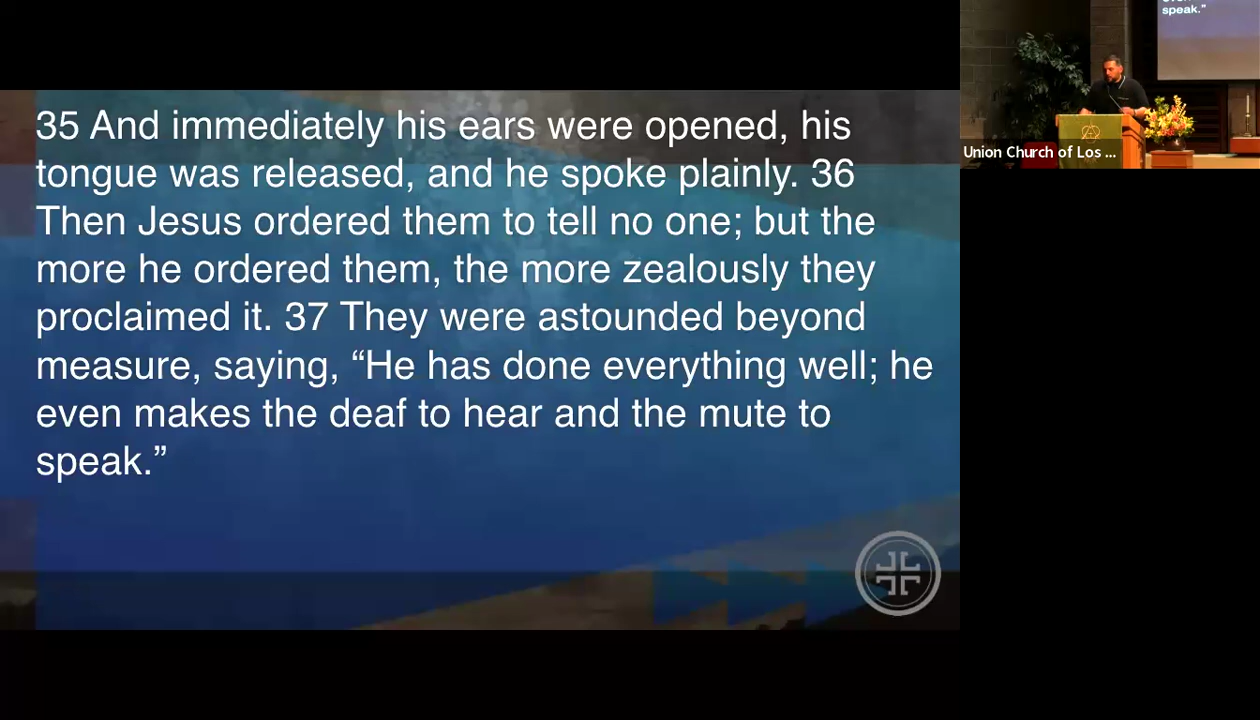 35 And immediately his ears were opened, his
tongue was released, and he spoke plainly. 36
Then Jesus ordered them to tell no one; but the
more he ordered them, the more zealously they
proclaimed it. 37 They were astounded beyond
measure, saying, “He has done everything well; he
even makes the deaf to hear and the mute to
speak.”
speak.”
Union Church of Los ...